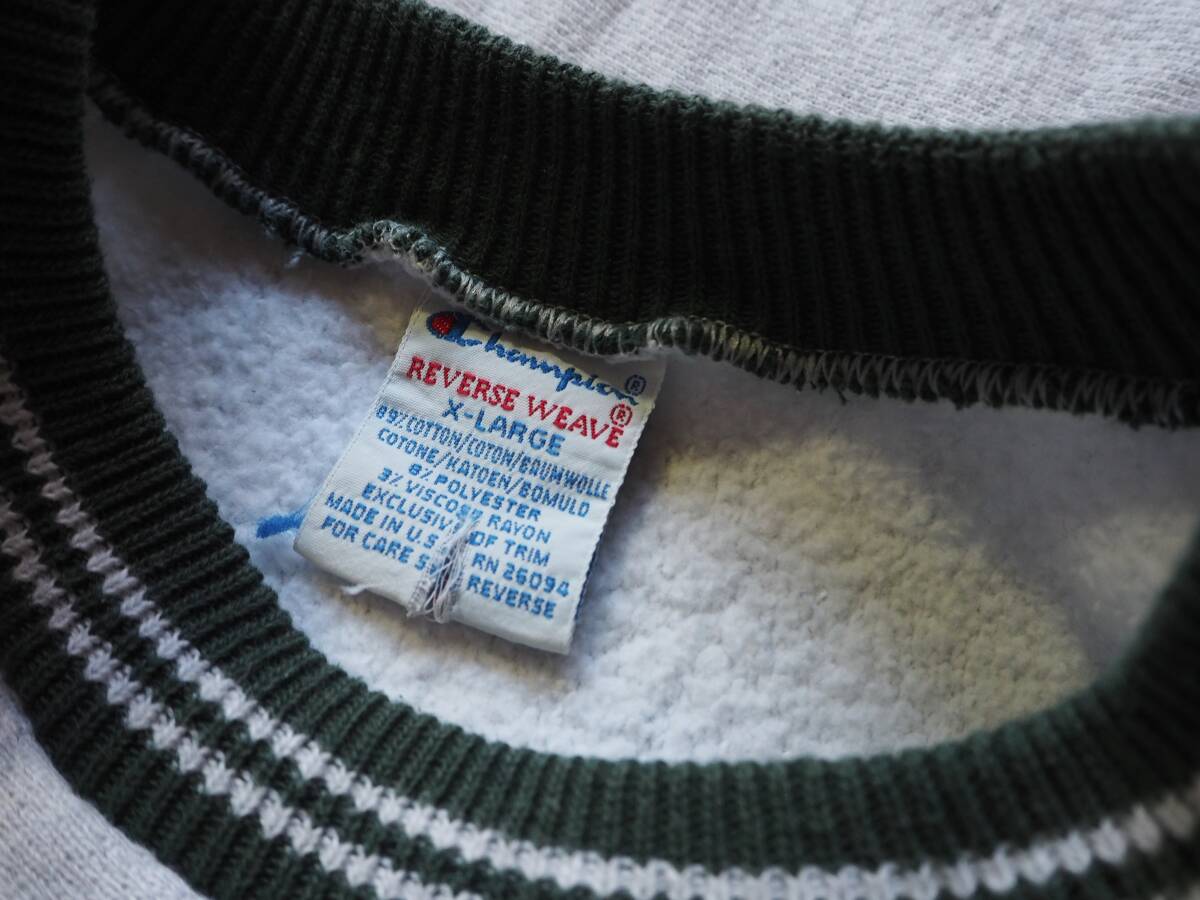 Champion®
REVERSE WEAVE®
X-LARGE
89% COTTON/COTON/BAUMWOLLE
COTONE/KATOEN/BOMULD
8% POLYESTER
3% VISCOSE RAYON
EXCLUSIVE OF TRIM
MADE IN U.S RN 26094
FOR CARE REVERSE